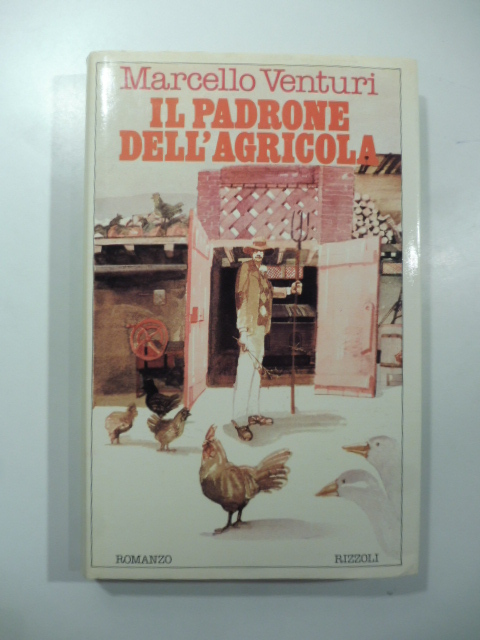 Marcello Venturi
IL PADRONE
DELL'AGRICOLA
ROMANZO
RIZZOLI